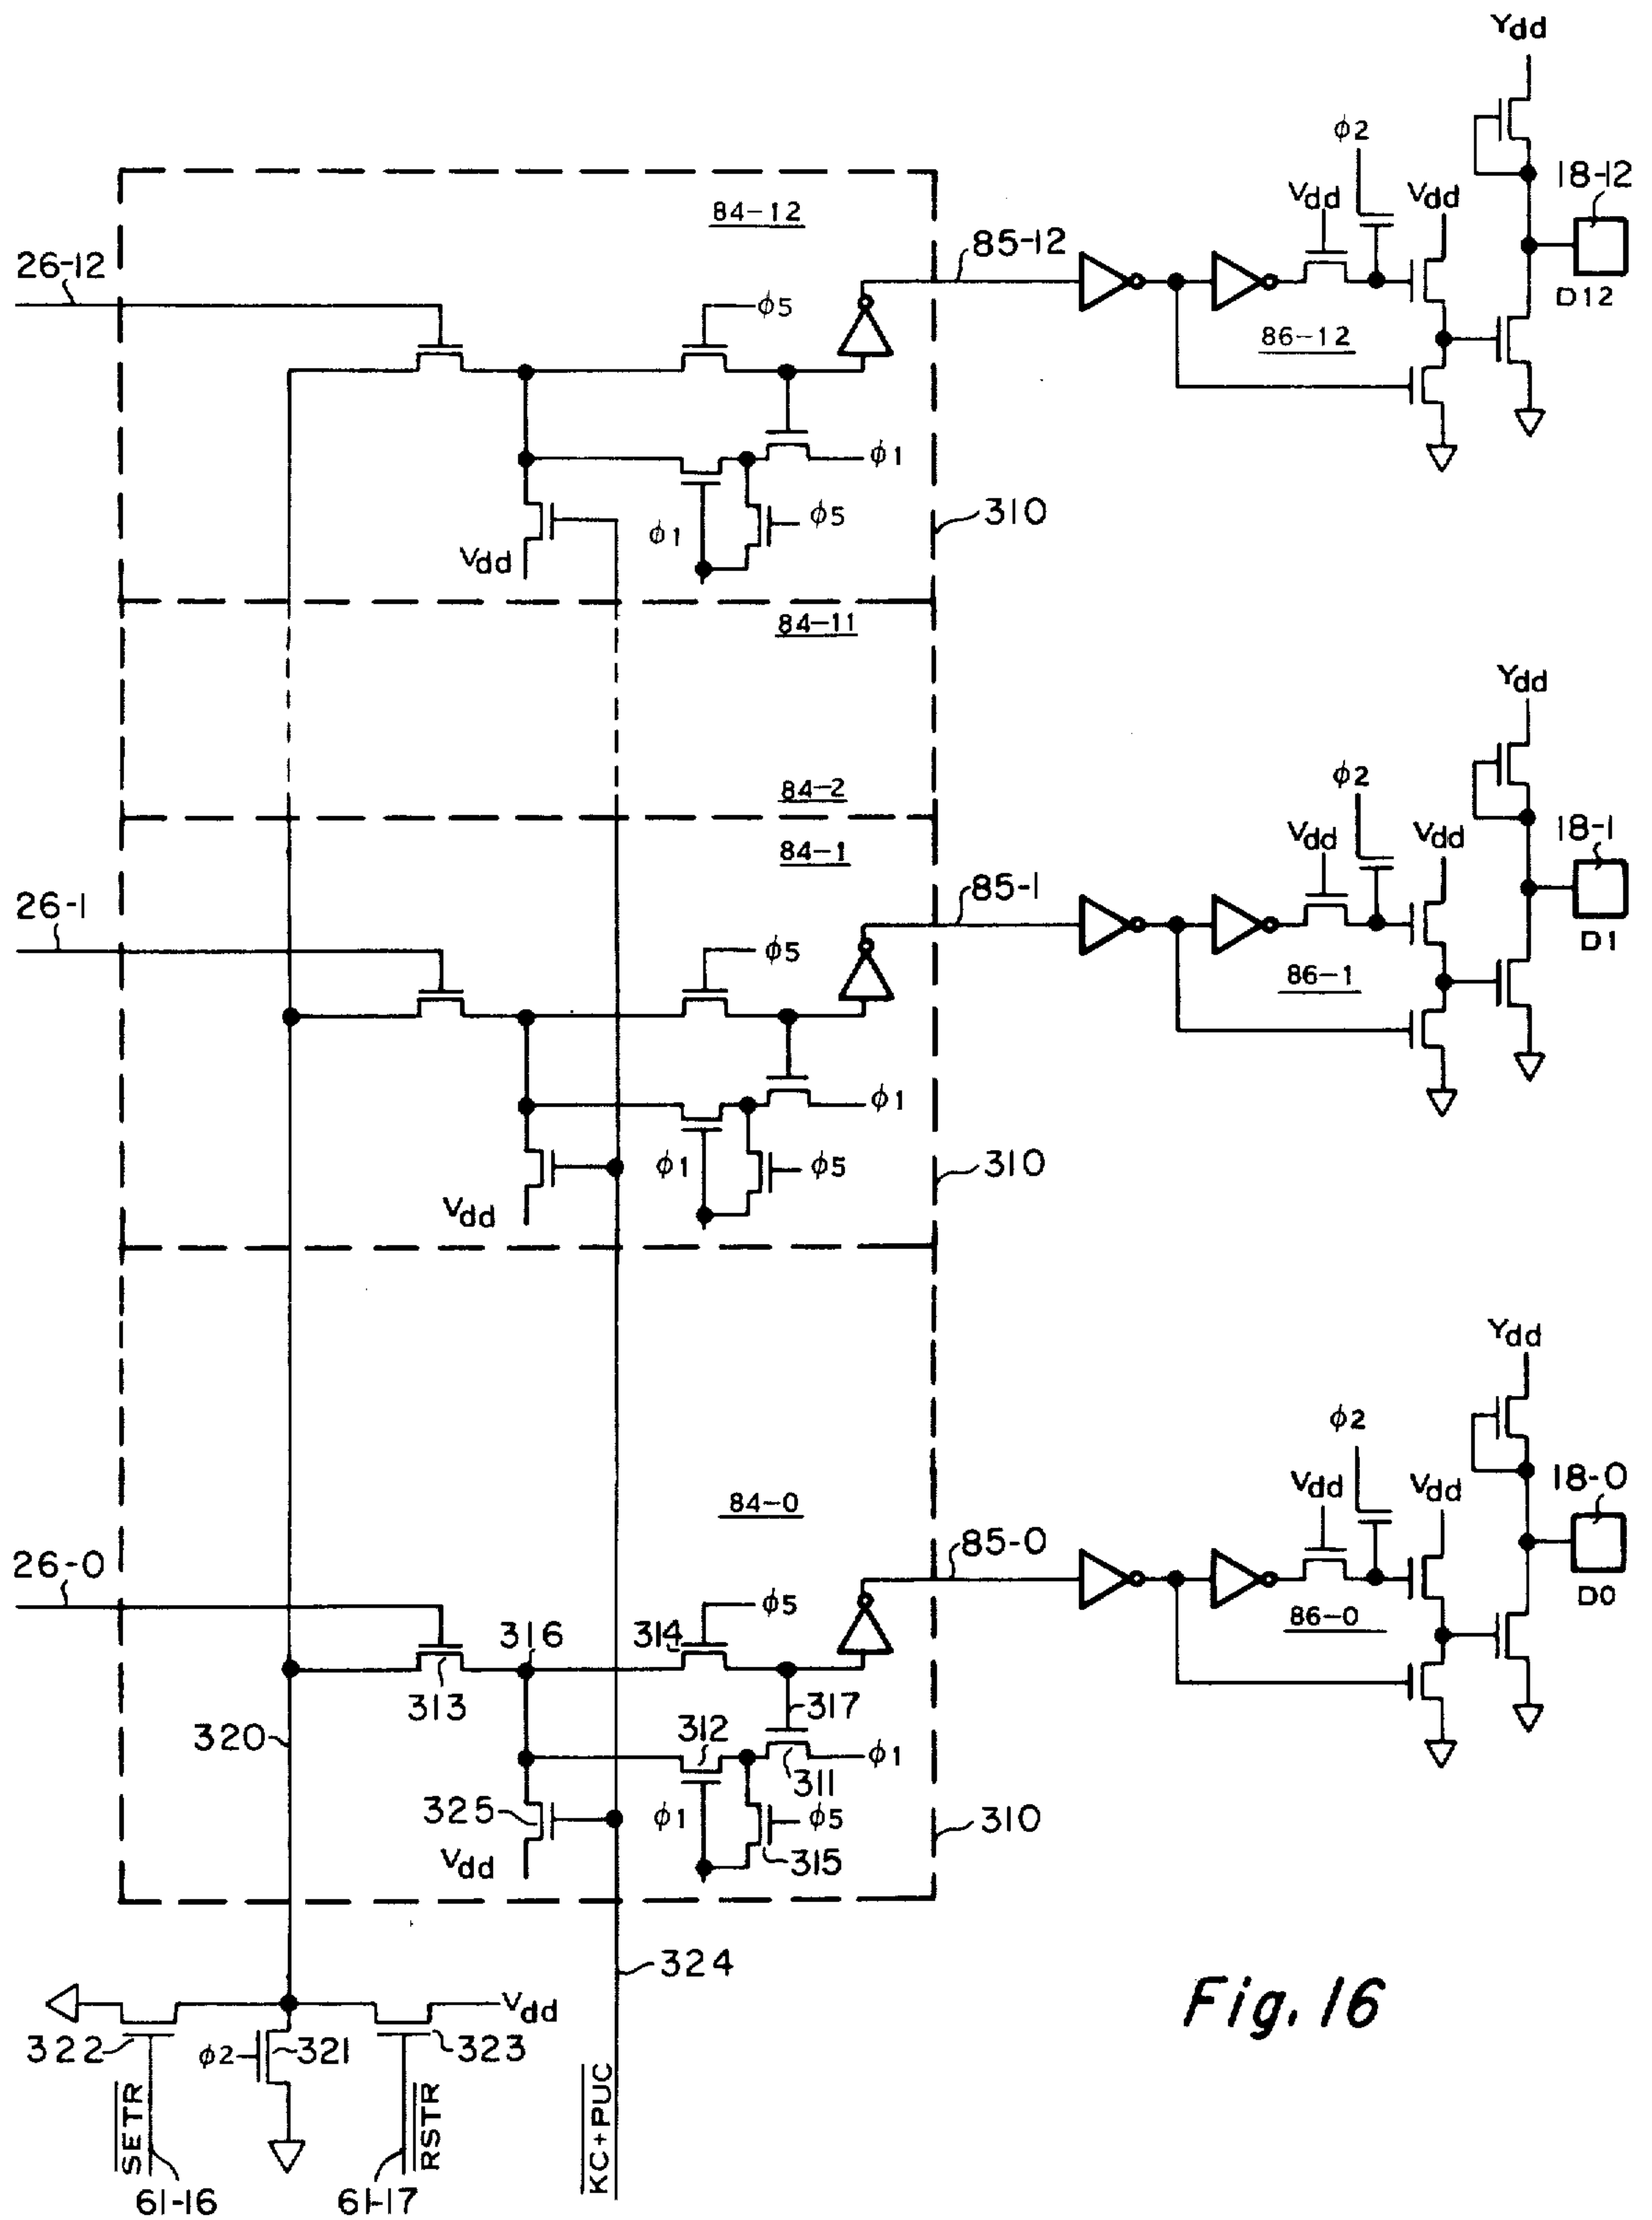 Ydd
φ2
18-12
Vdd
Vdd
84-12
85-12
26-12
D12
φ5
86-12
φ1
310
φ5
φ1
Vdd
84-11
Ydd
φ2
84-2
18-1
Vdd
Vdd
84-1
85-1
26-1
D1
φ5
86-1
φ1
φ1
φ5
310
Vdd
Ydd
φ2
18-0
Vdd
Vdd
84-0
85-0
26-0
D0
φ5
86-0
316
314
313
317
312
320
φ1
311
325
φ1
φ5
310
Vdd
315
324
Vdd
Fig. 16
322
φ2
321
323
SETR
RSTR
KC+PUC
61-16
61-17